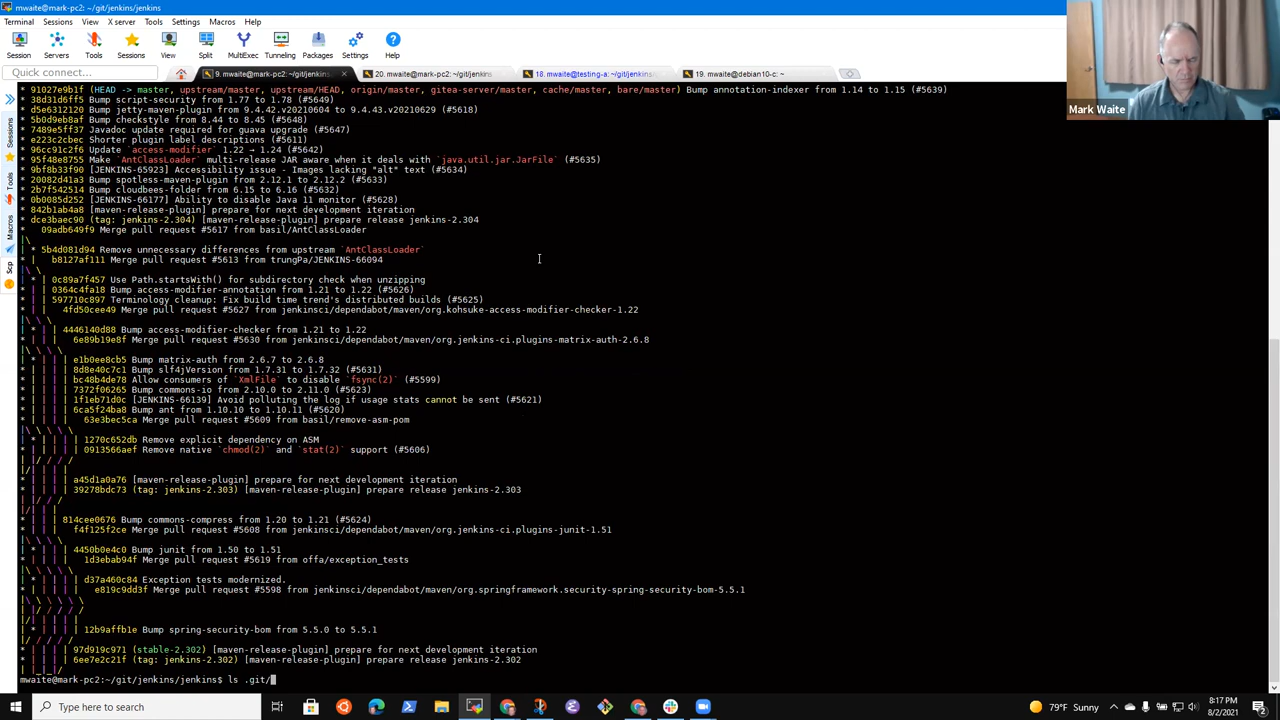 mwaite@mark-pc2: ~/git/jenkins/jenkins
Terminal Sessions View X server Tools Settings Macros Help
Session Servers Tools Sessions View Split MultiExec Tunneling Packages Settings Help
Quick connect...
9. mwaite@mark-pc2: ~/git/jenkins
20. mwaite@mark-pc2: ~/git/jenkins
18. mwaite@testing-a: ~/git/jenkins
19. mwaite@debian10-c: ~
Mark Waite
Sessions
Tools
Macros
Scp
* 91027e9b1f (HEAD -> master, upstream/master, upstream/HEAD, origin/master, gitea-server/master, cache/master, bare/master) Bump annotation-indexer from 1.14 to 1.15 (#5639)
* 38d31d6ff5 Bump script-security from 1.77 to 1.78 (#5649)
* d5e6312120 Bump jetty-maven-plugin from 9.4.42.v20210604 to 9.4.43.v20210629 (#5618)
* 5b0d9eb8af Bump checkstyle from 8.44 to 8.45 (#5648)
* 7489e5ff37 Javadoc update required for guava upgrade (#5647)
* e223c2cbec Shorter plugin label descriptions (#5611)
* 96cc91c2f6 Update `access-modifier` 1.22 → 1.24 (#5642)
* 95f48e8755 Make `AntClassLoader` multi-release JAR aware when it deals with `java.util.jar.JarFile` (#5635)
* 9bf8b33f90 [JENKINS-65923] Accessibility issue - Images lacking "alt" text (#5634)
* 20082d41a3 Bump spotless-maven-plugin from 2.12.1 to 2.12.2 (#5633)
* 2b7f542514 Bump cloudbees-folder from 6.15 to 6.16 (#5632)
* 0b0085d252 [JENKINS-66177] Ability to disable Java 11 monitor (#5628)
* 842b1ab4a8 [maven-release-plugin] prepare for next development iteration
* dce3baec90 (tag: jenkins-2.304) [maven-release-plugin] prepare release jenkins-2.304
* 09adb649f9 Merge pull request #5617 from basil/AntClassLoader
|\
| * 5b4d081d94 Remove unnecessary differences from upstream `AntClassLoader`
* | b8127af111 Merge pull request #5613 from trungPa/JENKINS-66094
|\ \
| * | 0c89a7f457 Use Path.startsWith() for subdirectory check when unzipping
* | | 0364c4fa18 Bump access-modifier-annotation from 1.21 to 1.22 (#5626)
* | | 597710c897 Terminology cleanup: Fix build time trend's distributed builds (#5625)
* | | 4fd50cee49 Merge pull request #5627 from jenkinsci/dependabot/maven/org.kohsuke-access-modifier-checker-1.22
|\ \ \
| * | | 4446140d88 Bump access-modifier-checker from 1.21 to 1.22
* | | | 6e89b19e8f Merge pull request #5630 from jenkinsci/dependabot/maven/org.jenkins-ci.plugins-matrix-auth-2.6.8
|\ \ \ \
| * | | | e1b0ee8cb5 Bump matrix-auth from 2.6.7 to 2.6.8
* | | | | 8d8e40c7c1 Bump slf4jVersion from 1.7.31 to 1.7.32 (#5631)
* | | | | bc48b4de78 Allow consumers of `XmlFile` to disable `fsync(2)` (#5599)
* | | | | 7372f06265 Bump commons-io from 2.10.0 to 2.11.0 (#5623)
* | | | | 1f1eb71d0c [JENKINS-66139] Avoid polluting the log if usage stats cannot be sent (#5621)
* | | | | 6ca5f24ba8 Bump ant from 1.10.10 to 1.10.11 (#5620)
* | | | | 63e3bec5ca Merge pull request #5609 from basil/remove-asm-pom
|\ \ \ \ \
| * | | | | 1270c652db Remove explicit dependency on ASM
* | | | | | 0913566aef Remove native `chmod(2)` and `stat(2)` support (#5606)
| |/ / / /
|/| | | |
* | | | | a45d1a0a76 [maven-release-plugin] prepare for next development iteration
* | | | | 39278bdc73 (tag: jenkins-2.303) [maven-release-plugin] prepare release jenkins-2.303
| |/ / /
|/| | |
* | | | 814cee0676 Bump commons-compress from 1.20 to 1.21 (#5624)
* | | | f4f125f2ce Merge pull request #5608 from jenkinsci/dependabot/maven/org.jenkins-ci.plugins-junit-1.51
|\ \ \ \
| * | | | 4450b0e4c0 Bump junit from 1.50 to 1.51
* | | | | 1d3ebab94f Merge pull request #5619 from offa/exception_tests
|\ \ \ \ \
| * | | | | d37a460c84 Exception tests modernized.
* | | | | | e819c9dd3f Merge pull request #5598 from jenkinsci/dependabot/maven/org.springframework.security-spring-security-bom-5.5.1
|\ \ \ \ \ \
| |/ / / / /
|/| | | | |
| * | | | | 12b9affb1e Bump spring-security-bom from 5.5.0 to 5.5.1
|/ / / / /
* | | | | 97d919c971 (stable-2.302) [maven-release-plugin] prepare for next development iteration
* | | | | 6ee7e2c21f (tag: jenkins-2.302) [maven-release-plugin] prepare release jenkins-2.302
| |_|_|/
mwaite@mark-pc2:~/git/jenkins/jenkins$ ls .git/
Type here to search
79°F Sunny
8:17 PM
8/2/2021